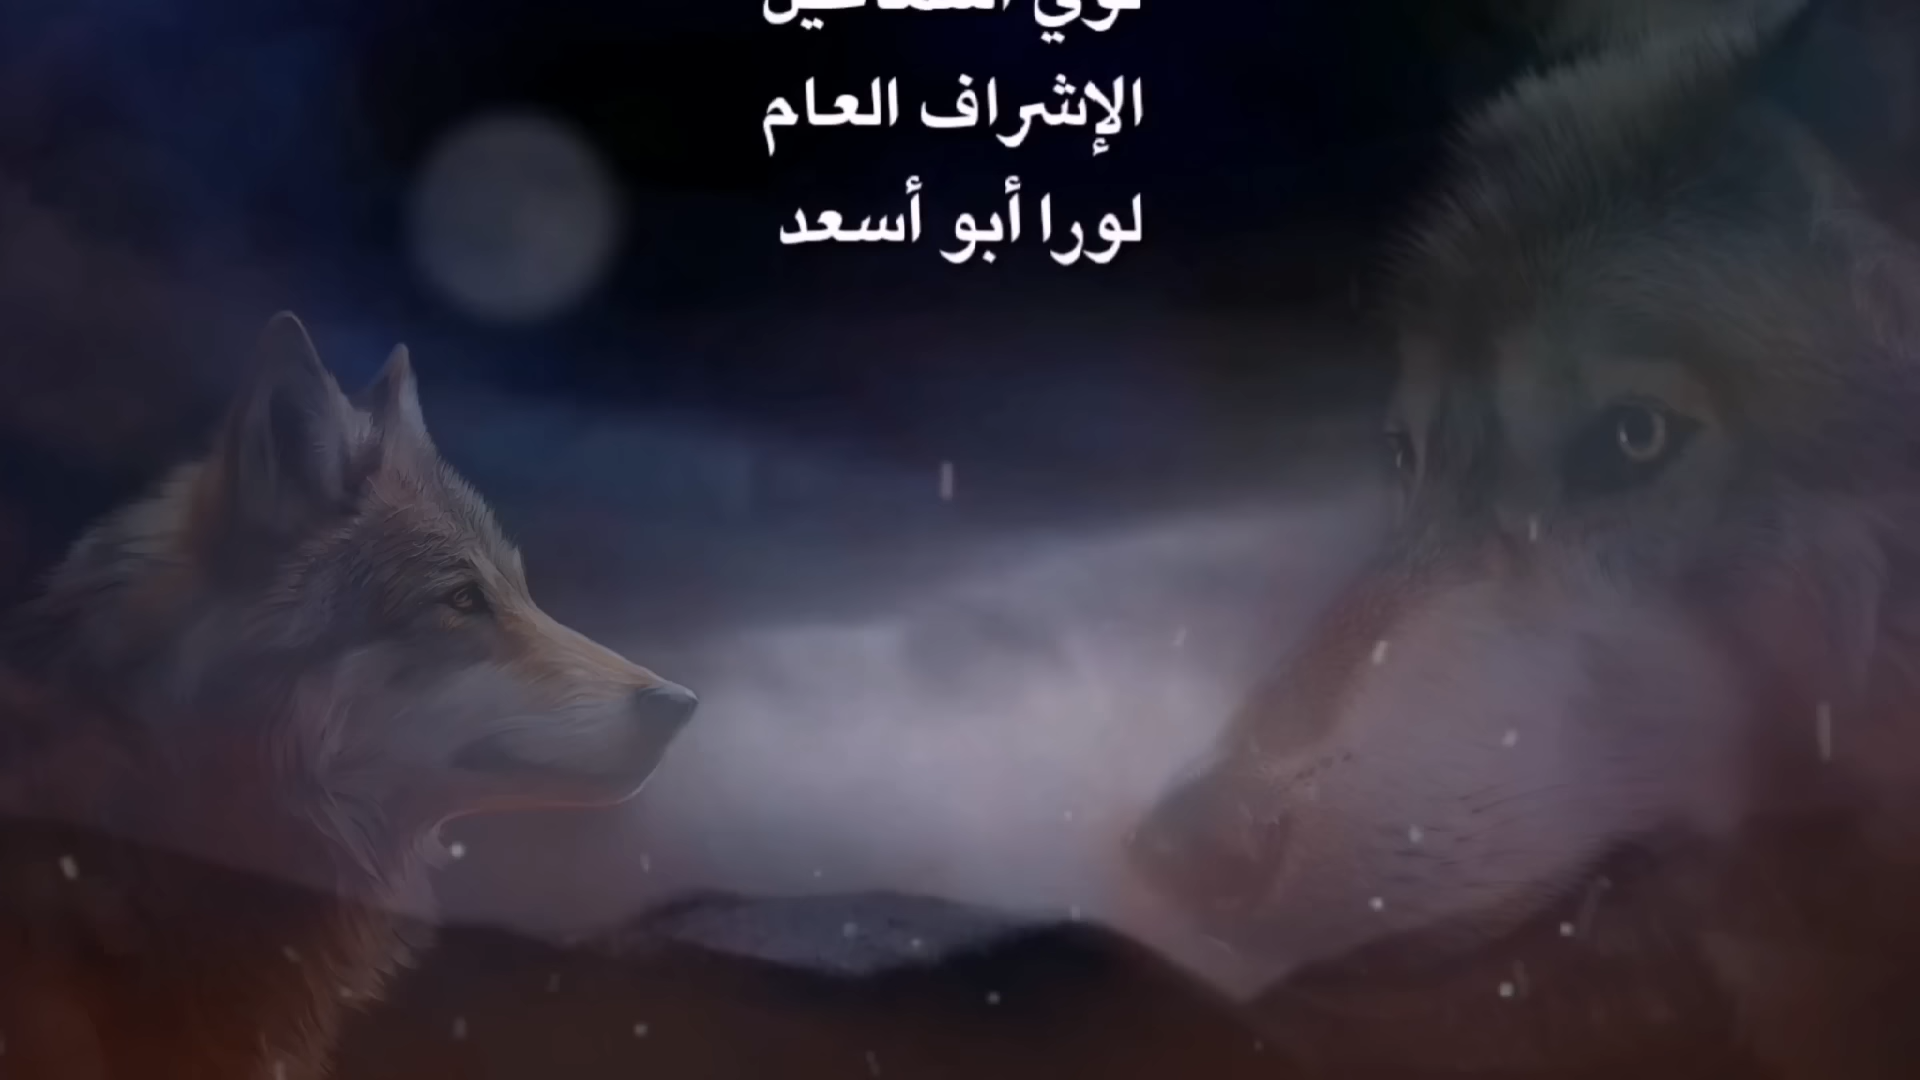 الإشراف العام
لورا أبو أسعد